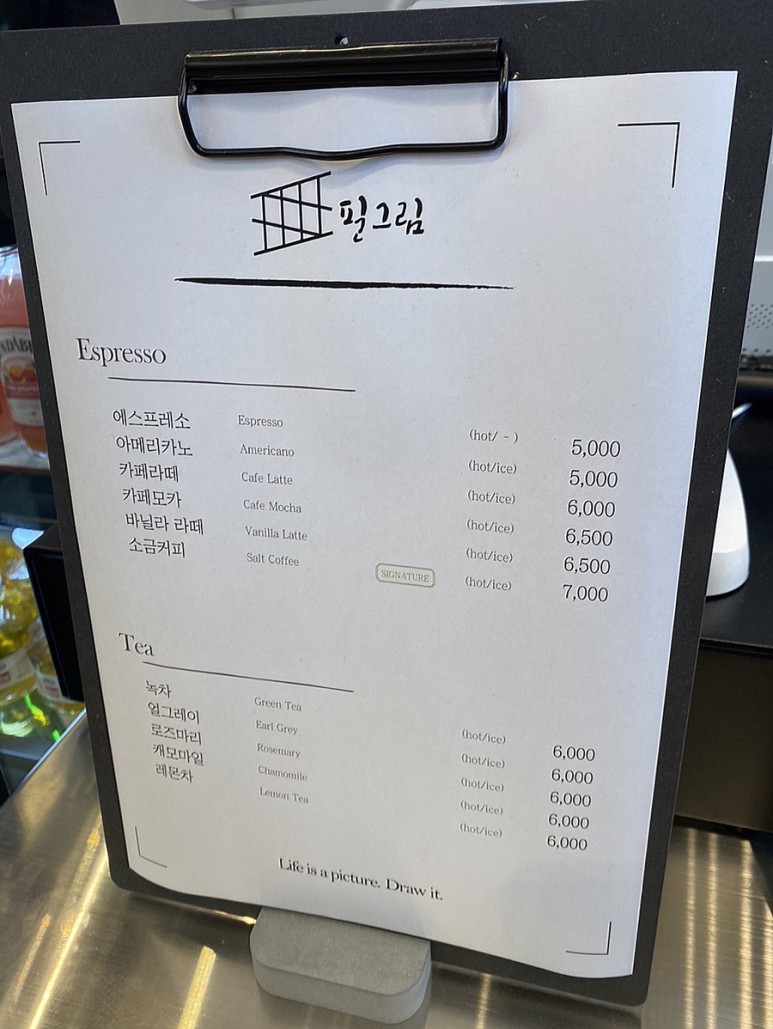 필그림
Espresso
에스프레소 Espresso (hot/ - ) 5,000
아메리카노 Americano (hot/ice) 5,000
카페라떼 Cafe Latte (hot/ice) 6,000
카페모카 Cafe Mocha (hot/ice) 6,500
바닐라 라떼 Vanilla Latte (hot/ice) 6,500
소금커피 Salt Coffee SIGNATURE (hot/ice) 7,000
Tea
녹차 Green Tea (hot/ice) 6,000
얼그레이 Earl Grey (hot/ice) 6,000
로즈마리 Rosemary (hot/ice) 6,000
캐모마일 Chamomile (hot/ice) 6,000
레몬차 Lemon Tea (hot/ice) 6,000
Life is a picture. Draw it.